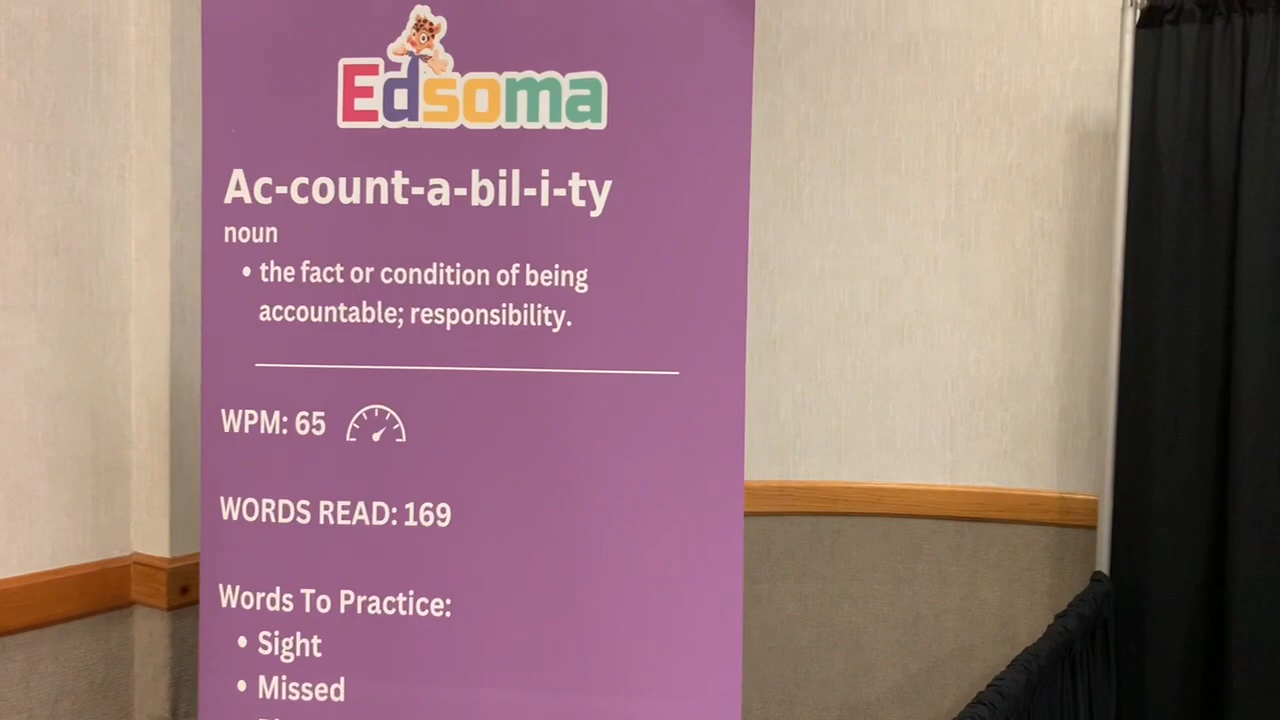 Edsoma
Ac-count-a-bil-i-ty
noun
• the fact or condition of being
accountable; responsibility.
WPM: 65
WORDS READ: 169
Words To Practice:
• Sight
• Missed